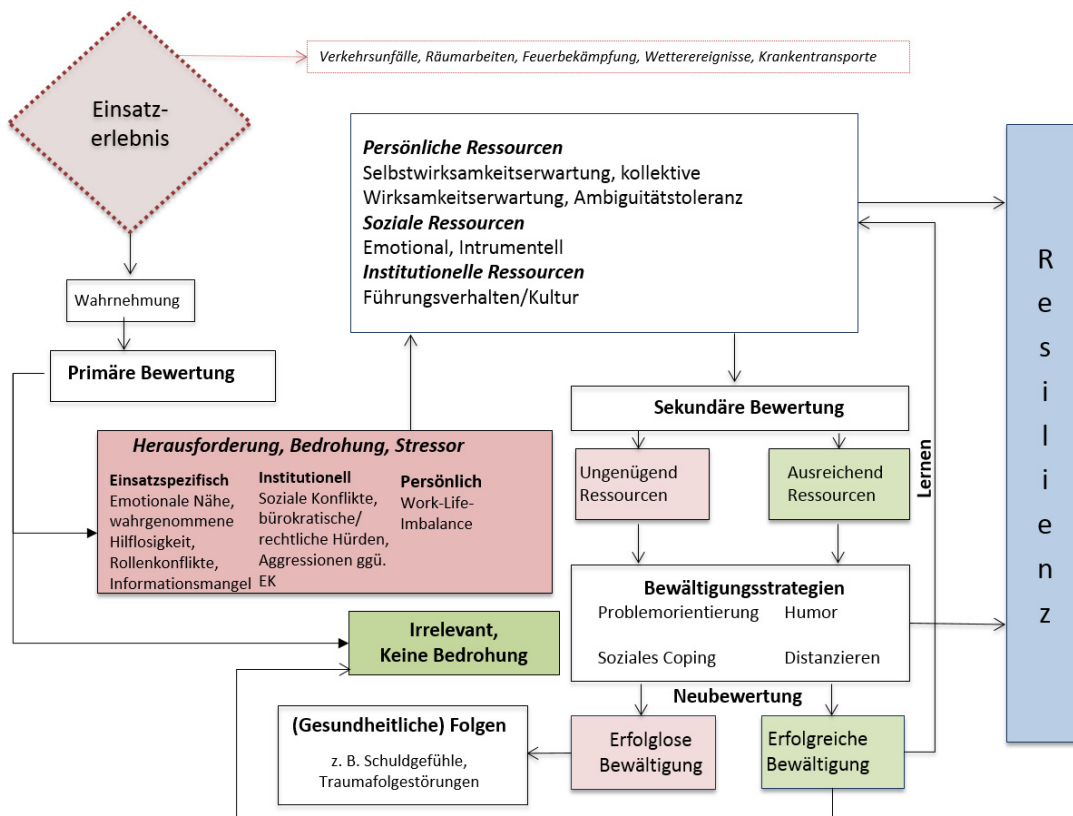 Verkehrsunfälle, Räumarbeiten, Feuerbekämpfung, Wetterereignisse, Krankentransporte
Einsatz-
erlebnis
Persönliche Ressourcen
Selbstwirksamkeitserwartung, kollektive
Wirksamkeitserwartung, Ambiguitätstoleranz
Soziale Ressourcen
Emotional, Intrumentell
Institutionelle Ressourcen
Führungsverhalten/Kultur
Wahrnehmung
Primäre Bewertung
Herausforderung, Bedrohung, Stressor
Einsatzspezifisch
Emotionale Nähe,
wahrgenommene
Hilflosigkeit,
Rollenkonflikte,
Informationsmangel
Institutionell
Soziale Konflikte,
bürokratische/
rechtliche Hürden,
Aggressionen ggü.
EK
Persönlich
Work-Life-
Imbalance
Irrelevant,
Keine Bedrohung
Sekundäre Bewertung
Ungenügend
Ressourcen
Ausreichend
Ressourcen
Lernen
Bewältigungsstrategien
Problemorientierung
Humor
Soziales Coping
Distanzieren
Neubewertung
Erfolglose
Bewältigung
Erfolgreiche
Bewältigung
(Gesundheitliche) Folgen
z. B. Schuldgefühle,
Traumafolgestörungen
R
e
s
i
l
i
e
n
z